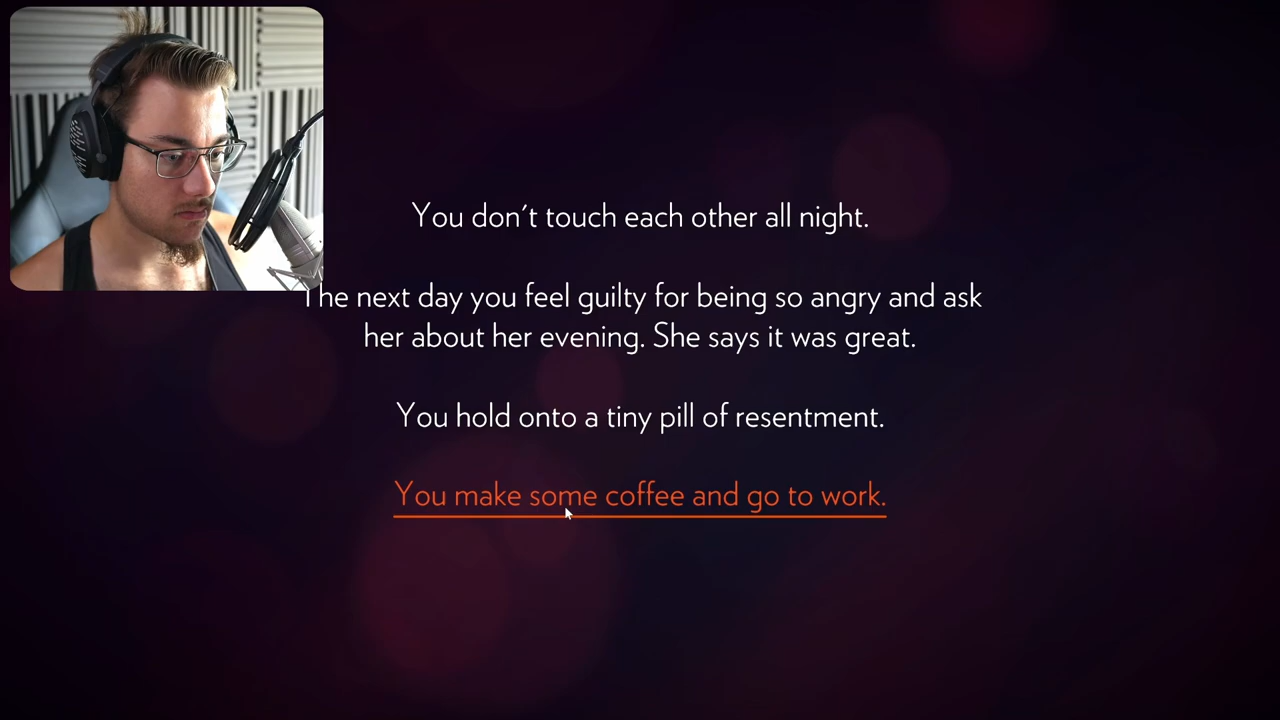 You don't touch each other all night.
The next day you feel guilty for being so angry and ask
her about her evening. She says it was great.
You hold onto a tiny pill of resentment.
You make some coffee and go to work.